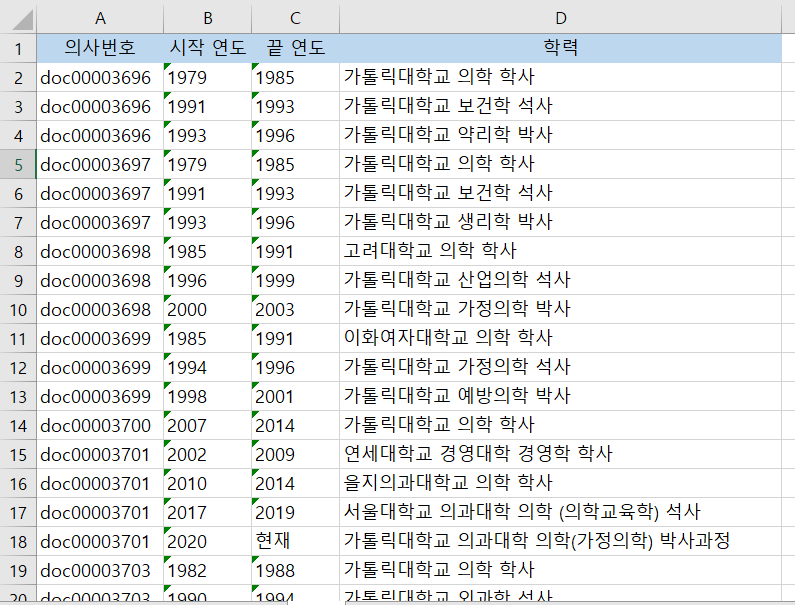 A B C D
1 의사번호 시작 연도 끝 연도 학력
2 doc00003696 1979 1985 가톨릭대학교 의학 학사
3 doc00003696 1991 1993 가톨릭대학교 보건학 석사
4 doc00003696 1993 1996 가톨릭대학교 약리학 박사
5 doc00003697 1979 1985 가톨릭대학교 의학 학사
6 doc00003697 1991 1993 가톨릭대학교 보건학 석사
7 doc00003697 1993 1996 가톨릭대학교 생리학 박사
8 doc00003698 1985 1991 고려대학교 의학 학사
9 doc00003698 1996 1999 가톨릭대학교 산업의학 석사
10 doc00003698 2000 2003 가톨릭대학교 가정의학 박사
11 doc00003699 1985 1991 이화여자대학교 의학 학사
12 doc00003699 1994 1996 가톨릭대학교 가정의학 석사
13 doc00003699 1998 2001 가톨릭대학교 예방의학 박사
14 doc00003700 2007 2014 가톨릭대학교 의학 학사
15 doc00003701 2002 2009 연세대학교 경영대학 경영학 학사
16 doc00003701 2010 2014 을지의과대학교 의학 학사
17 doc00003701 2017 2019 서울대학교 의과대학 의학 (의학교육학) 석사
18 doc00003701 2020 현재 가톨릭대학교 의과대학 의학(가정의학) 박사과정
19 doc00003703 1982 1988 가톨릭대학교 의학 학사
20 doc00003703 1990 1994 가톨릭대학교 외과학 석사